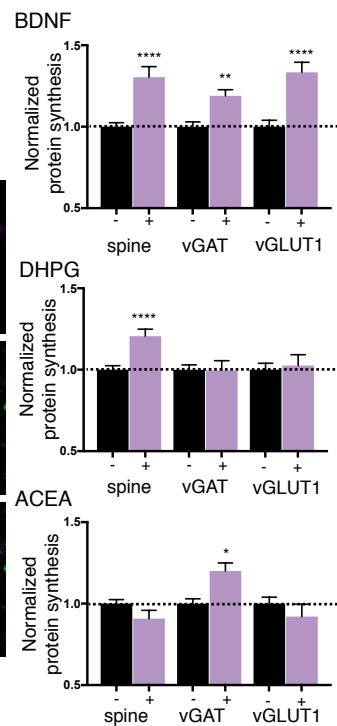 BDNF
Normalized
protein synthesis
1.5
1.0
0.5
****
**
****
- + - + - +
spine vGAT vGLUT1
DHPG
Normalized
protein synthesis
1.5
1.0
0.5
****
- + - + - +
spine vGAT vGLUT1
ACEA
Normalized
protein synthesis
1.5
1.0
0.5
*
- + - + - +
spine vGAT vGLUT1